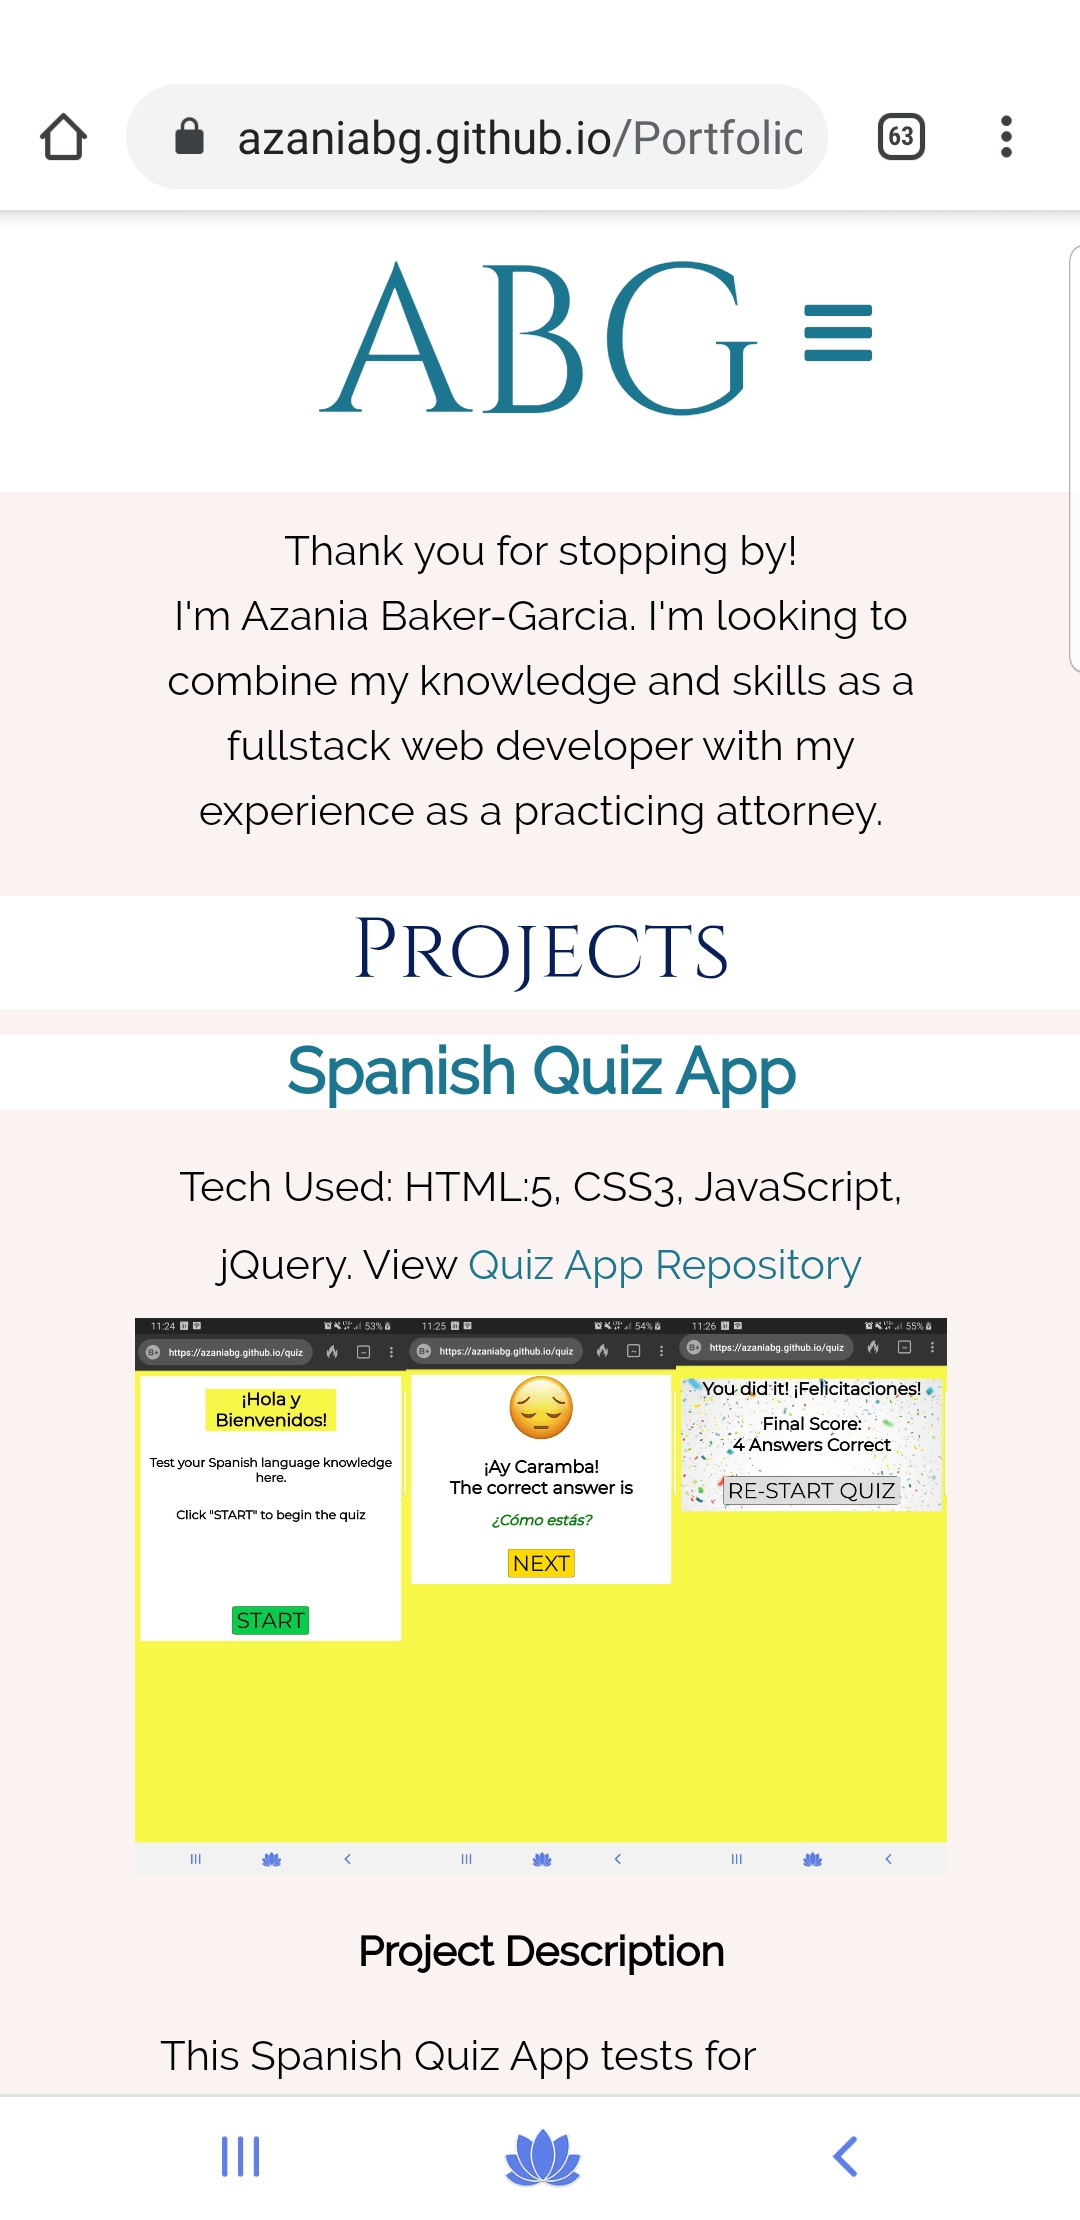 azaniabg.github.io/Portfolic
63
ABG
Thank you for stopping by!
I'm Azania Baker-Garcia. I'm looking to
combine my knowledge and skills as a
fullstack web developer with my
experience as a practicing attorney.
PROJECTS
Spanish Quiz App
Tech Used: HTML:5, CSS3, JavaScript,
jQuery. View Quiz App Repository
11:24 53%
https://azaniabg.github.io/quiz
¡Hola y
Bienvenidos!
Test your Spanish language knowledge
here.
Click "START" to begin the quiz
START
11:25 54%
https://azaniabg.github.io/quiz
¡Ay Caramba!
The correct answer is
¿Cómo estás?
NEXT
11:26 55%
https://azaniabg.github.io/quiz
You did it! ¡Felicitaciones!
Final Score:
4 Answers Correct
RE-START QUIZ
Project Description
This Spanish Quiz App tests for